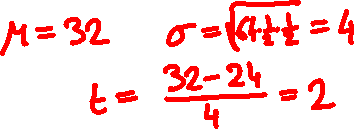 μ = 32 σ = √64·½·½ = 4
t = 32-24/4 = 2